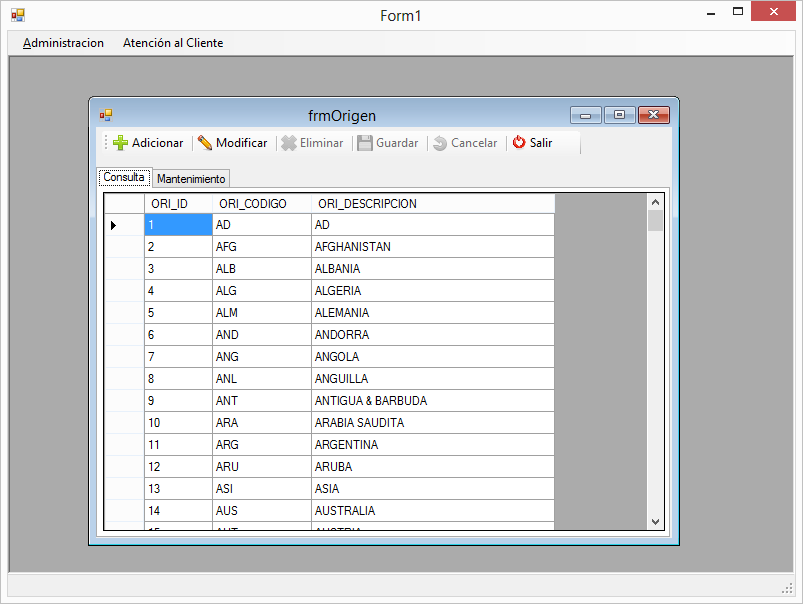 Form1
Administracion Atención al Cliente
frmOrigen
Adicionar Modificar Eliminar Guardar Cancelar Salir
Consulta Mantenimiento
ORI_ID ORI_CODIGO ORI_DESCRIPCION
1 AD AD
2 AFG AFGHANISTAN
3 ALB ALBANIA
4 ALG ALGERIA
5 ALM ALEMANIA
6 AND ANDORRA
7 ANG ANGOLA
8 ANL ANGUILLA
9 ANT ANTIGUA & BARBUDA
10 ARA ARABIA SAUDITA
11 ARG ARGENTINA
12 ARU ARUBA
13 ASI ASIA
14 AUS AUSTRALIA